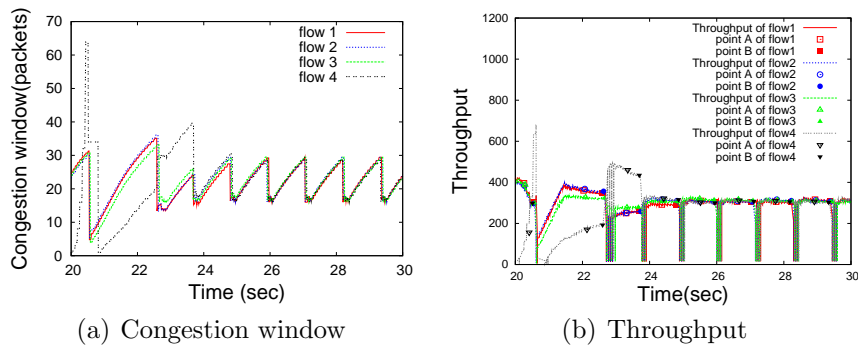 Congestion window(packets)
70
60
50
40
30
20
10
0
flow 1
flow 2
flow 3
flow 4
20 22 24 26 28 30
Time (sec)
(a) Congestion window
Throughput
1200
1000
800
600
400
200
0
Throughput of flow1
point A of flow1
point B of flow1
Throughput of flow2
point A of flow2
point B of flow2
Throughput of flow3
point A of flow3
point B of flow3
Throughput of flow4
point A of flow4
point B of flow4
20 22 24 26 28 30
Time(sec)
(b) Throughput